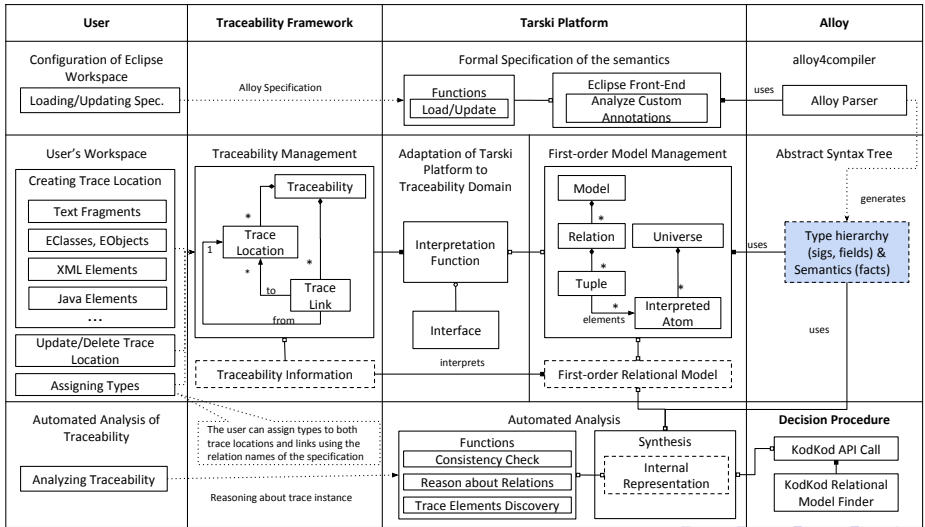 User
Traceability Framework
Tarski Platform
Alloy
Configuration of Eclipse
Workspace
Loading/Updating Spec.
Alloy Specification
Formal Specification of the semantics
Functions
Load/Update
Eclipse Front-End
Analyze Custom
Annotations
uses
alloy4compiler
Alloy Parser
User's Workspace
Creating Trace Location
Text Fragments
EClasses, EObjects
XML Elements
Java Elements
...
Update/Delete Trace
Location
Assigning Types
Traceability Management
Traceability
*
Trace
Location
1
*
*
to
Trace
Link
from
Traceability Information
Adaptation of Tarski
Platform to
Traceability Domain
Interpretation
Function
Interface
interprets
First-order Model Management
Model
*
Relation
Universe
*
Tuple
*
*
elements
Interpreted
Atom
First-order Relational Model
uses
Abstract Syntax Tree
generates
Type hierarchy
(sigs, fields) &
Semantics (facts)
uses
Automated Analysis of
Traceability
Analyzing Traceability
The user can assign types to both
trace locations and links using the
relation names of the specification
Reasoning about trace instance
Automated Analysis
Functions
Consistency Check
Reason about Relations
Trace Elements Discovery
Synthesis
Internal
Representation
Decision Procedure
KodKod API Call
KodKod Relational
Model Finder